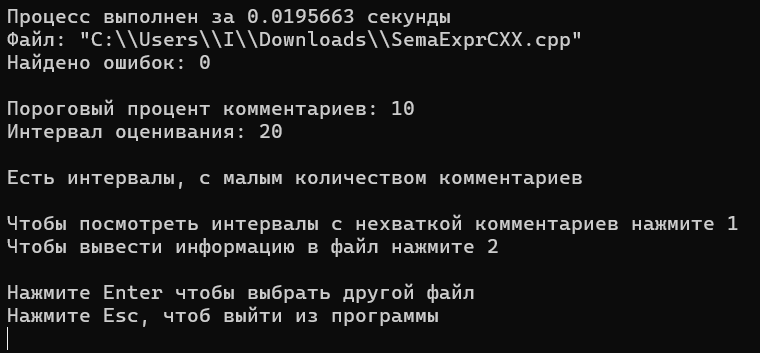 Процесс выполнен за 0.0195663 секунды
Файл: "C:\\Users\\I\\Downloads\\SemaExprCXX.cpp"
Найдено ошибок: 0
Пороговый процент комментариев: 10
Интервал оценивания: 20
Есть интервалы, с малым количеством комментариев
Чтобы посмотреть интервалы с нехваткой комментариев нажмите 1
Чтобы вывести информацию в файл нажмите 2
Нажмите Enter чтобы выбрать другой файл
Нажмите Esc, чтоб выйти из программы